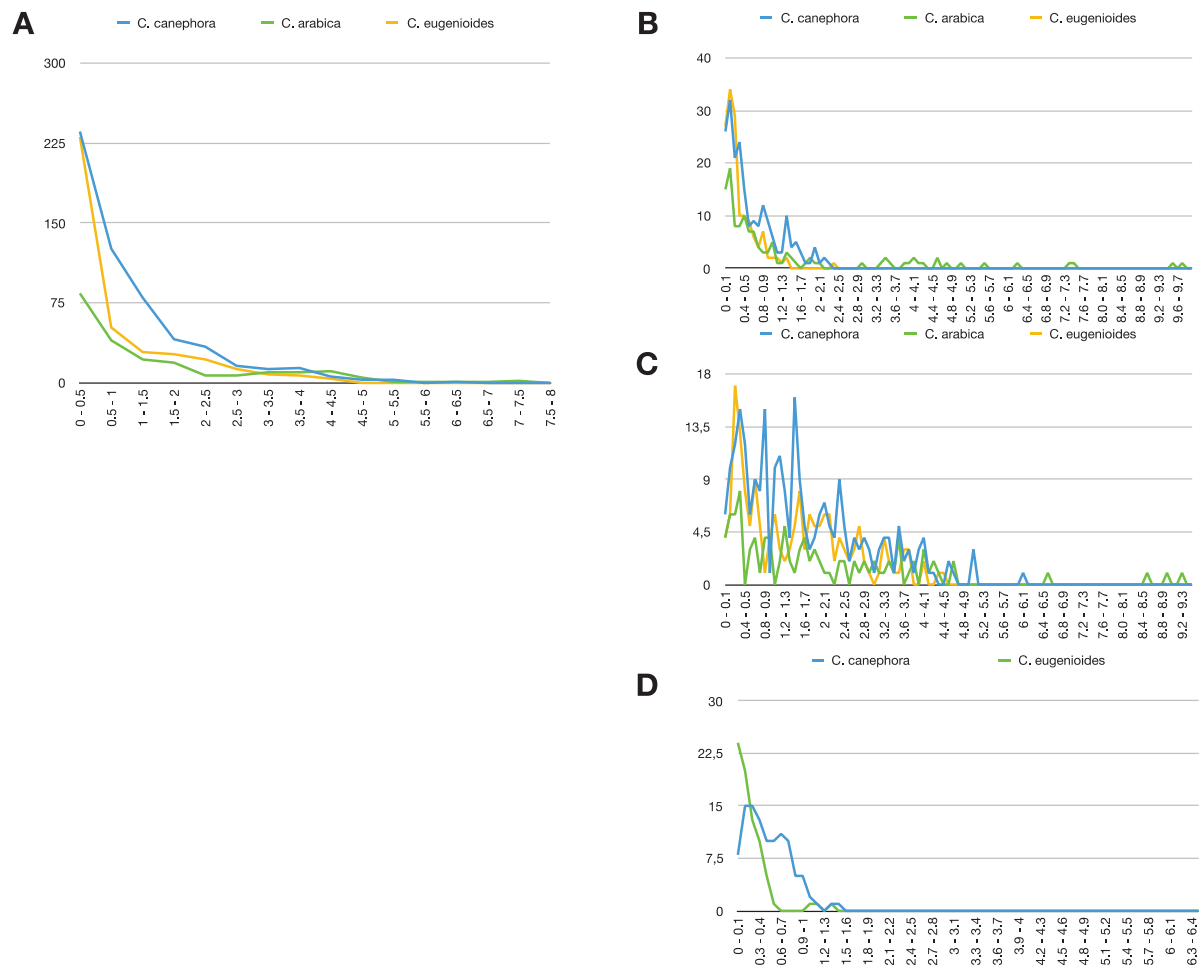 A
C. canephora C. arabica C. eugenioides
300
225
150
75
0
0 - 0.5 0.5 - 1 1 - 1.5 1.5 - 2 2 - 2.5 2.5 - 3 3 - 3.5 3.5 - 4 4 - 4.5 4.5 - 5 5 - 5.5 5.5 - 6 6 - 6.5 6.5 - 7 7 - 7.5 7.5 - 8
B
C. canephora C. arabica C. eugenioides
40
30
20
10
0
0 - 0.1 0.4 - 0.5 0.8 - 0.9 1.2 - 1.3 1.6 - 1.7 2 - 2.1 2.4 - 2.5 2.8 - 2.9 3.2 - 3.3 3.6 - 3.7 4 - 4.1 4.4 - 4.5 4.8 - 4.9 5.2 - 5.3 5.6 - 5.7 6 - 6.1 6.4 - 6.5 6.8 - 6.9 7.2 - 7.3 7.6 - 7.7 8.0 - 8.1 8.4 - 8.5 8.8 - 8.9 9.2 - 9.3 9.6 - 9.7
C. canephora C. arabica C. eugenioides
C
18
13,5
9
4,5
0
0 - 0.1 0.4 - 0.5 0.8 - 0.9 1.2 - 1.3 1.6 - 1.7 2 - 2.1 2.4 - 2.5 2.8 - 2.9 3.2 - 3.3 3.6 - 3.7 4 - 4.1 4.4 - 4.5 4.8 - 4.9 5.2 - 5.3 5.6 - 5.7 6 - 6.1 6.4 - 6.5 6.8 - 6.9 7.2 - 7.3 7.6 - 7.7 8.0 - 8.1 8.4 - 8.5 8.8 - 8.9 9.2 - 9.3
C. canephora C. eugenioides
D
30
22,5
15
7,5
0
0 - 0.1 0.3 - 0.4 0.6 - 0.7 0.9 - 1 1.2 - 1.3 1.5 - 1.6 1.8 - 1.9 2.1 - 2.2 2.4 - 2.5 2.7 - 2.8 3 - 3.1 3.3 - 3.4 3.6 - 3.7 3.9 - 4 4.2 - 4.3 4.5 - 4.6 4.8 - 4.9 5.1 - 5.2 5.4 - 5.5 5.7 - 5.8 6 - 6.1 6.3 - 6.4